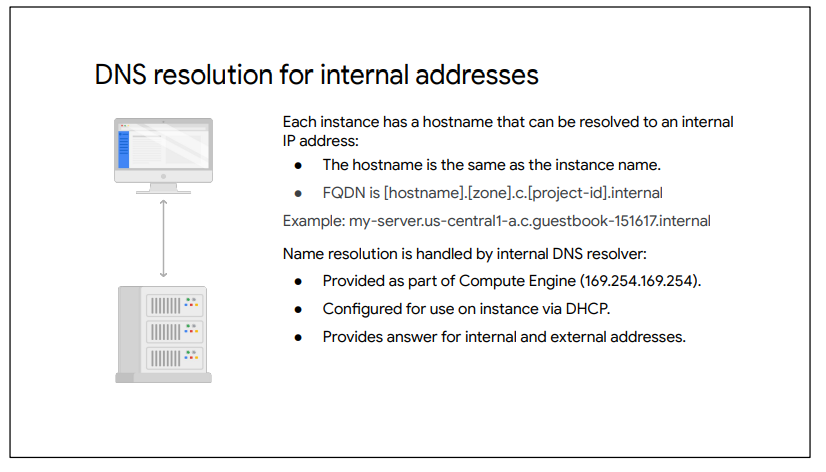 DNS resolution for internal addresses
Each instance has a hostname that can be resolved to an internal
IP address:
● The hostname is the same as the instance name.
● FQDN is [hostname].[zone].c.[project-id].internal
Example: my-server.us-central1-a.c.guestbook-151617.internal
Name resolution is handled by internal DNS resolver:
● Provided as part of Compute Engine (169.254.169.254).
● Configured for use on instance via DHCP.
● Provides answer for internal and external addresses.